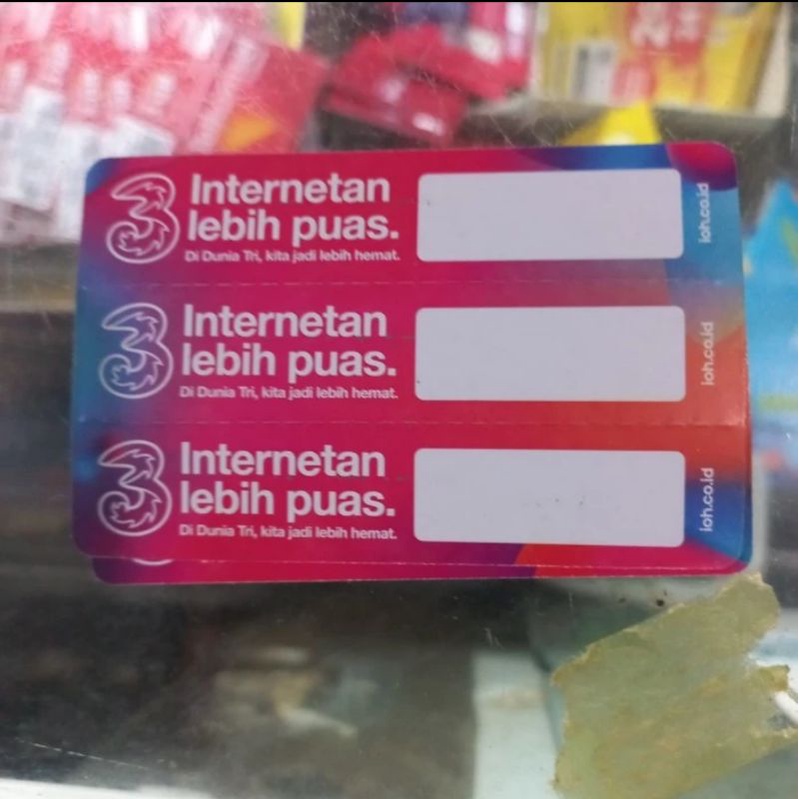 3 Internetan
lebih puas.
Di Dunia Tri, kita jadi lebih hemat.
ioh.co.id
3 Internetan
lebih puas.
Di Dunia Tri, kita jadi lebih hemat.
ioh.co.id
3 Internetan
lebih puas.
Di Dunia Tri, kita jadi lebih hemat.
ioh.co.id